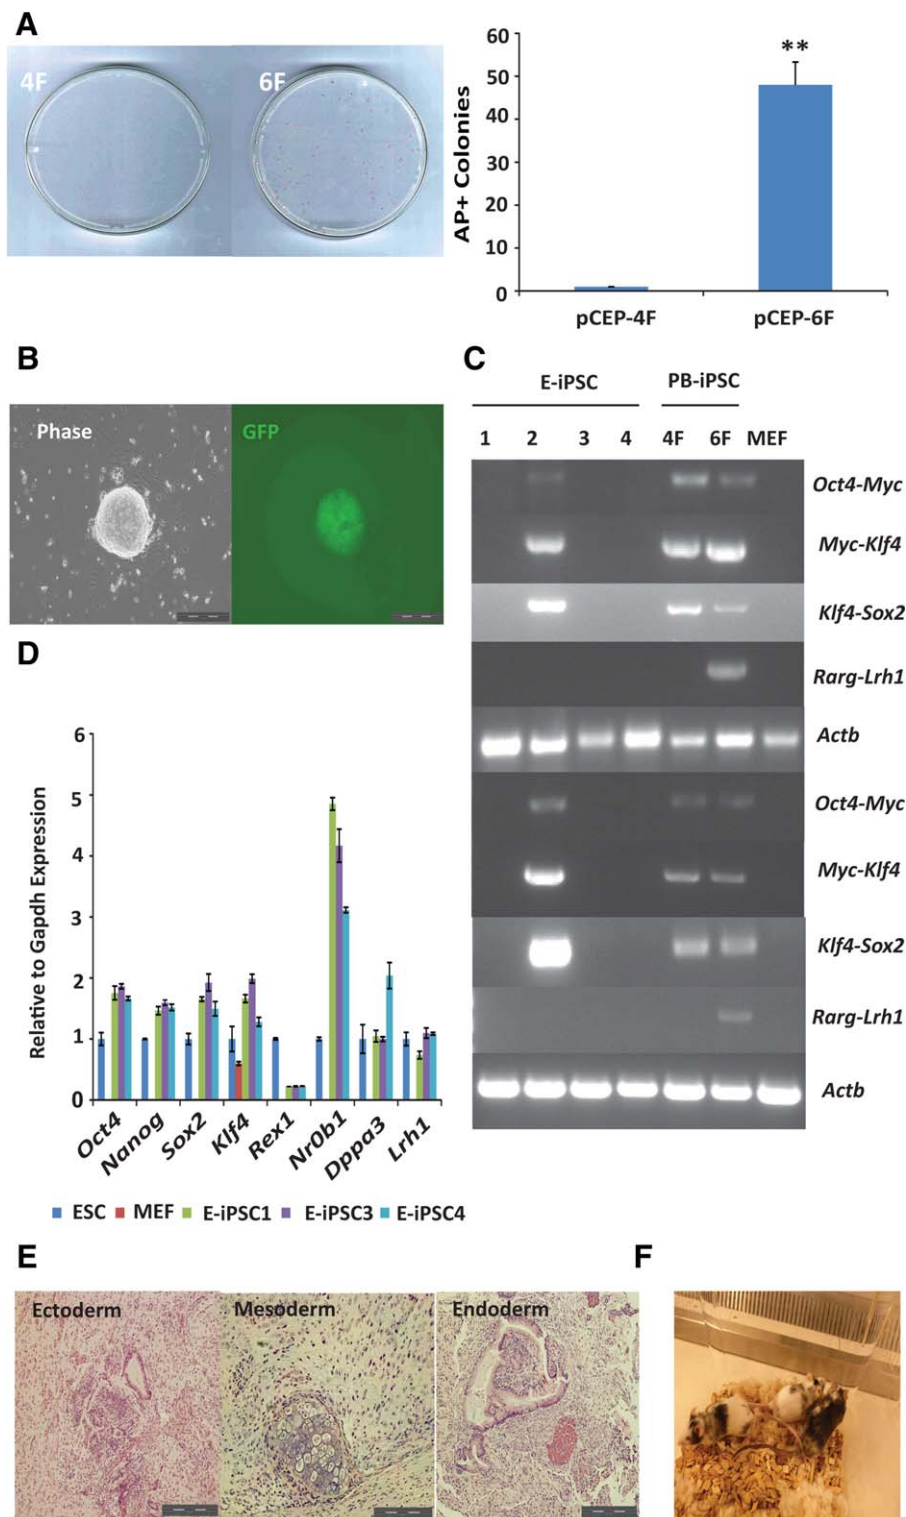 A
4F
6F
AP+ Colonies
60
50
40
30
20
10
0
**
pCEP-4F
pCEP-6F
B
Phase
GFP
C
E-iPSC
PB-iPSC
1 2 3 4 4F 6F MEF
Oct4-Myc
Myc-Klf4
Klf4-Sox2
Rarg-Lrh1
Actb
Oct4-Myc
Myc-Klf4
Klf4-Sox2
Rarg-Lrh1
Actb
D
Relative to Gapdh Expression
6
5
4
3
2
1
0
Oct4
Nanog
Sox2
Klf4
Rex1
Nr0b1
Dppa3
Lrh1
ESC MEF E-iPSC1 E-iPSC3 E-iPSC4
E
Ectoderm
Mesoderm
Endoderm
F